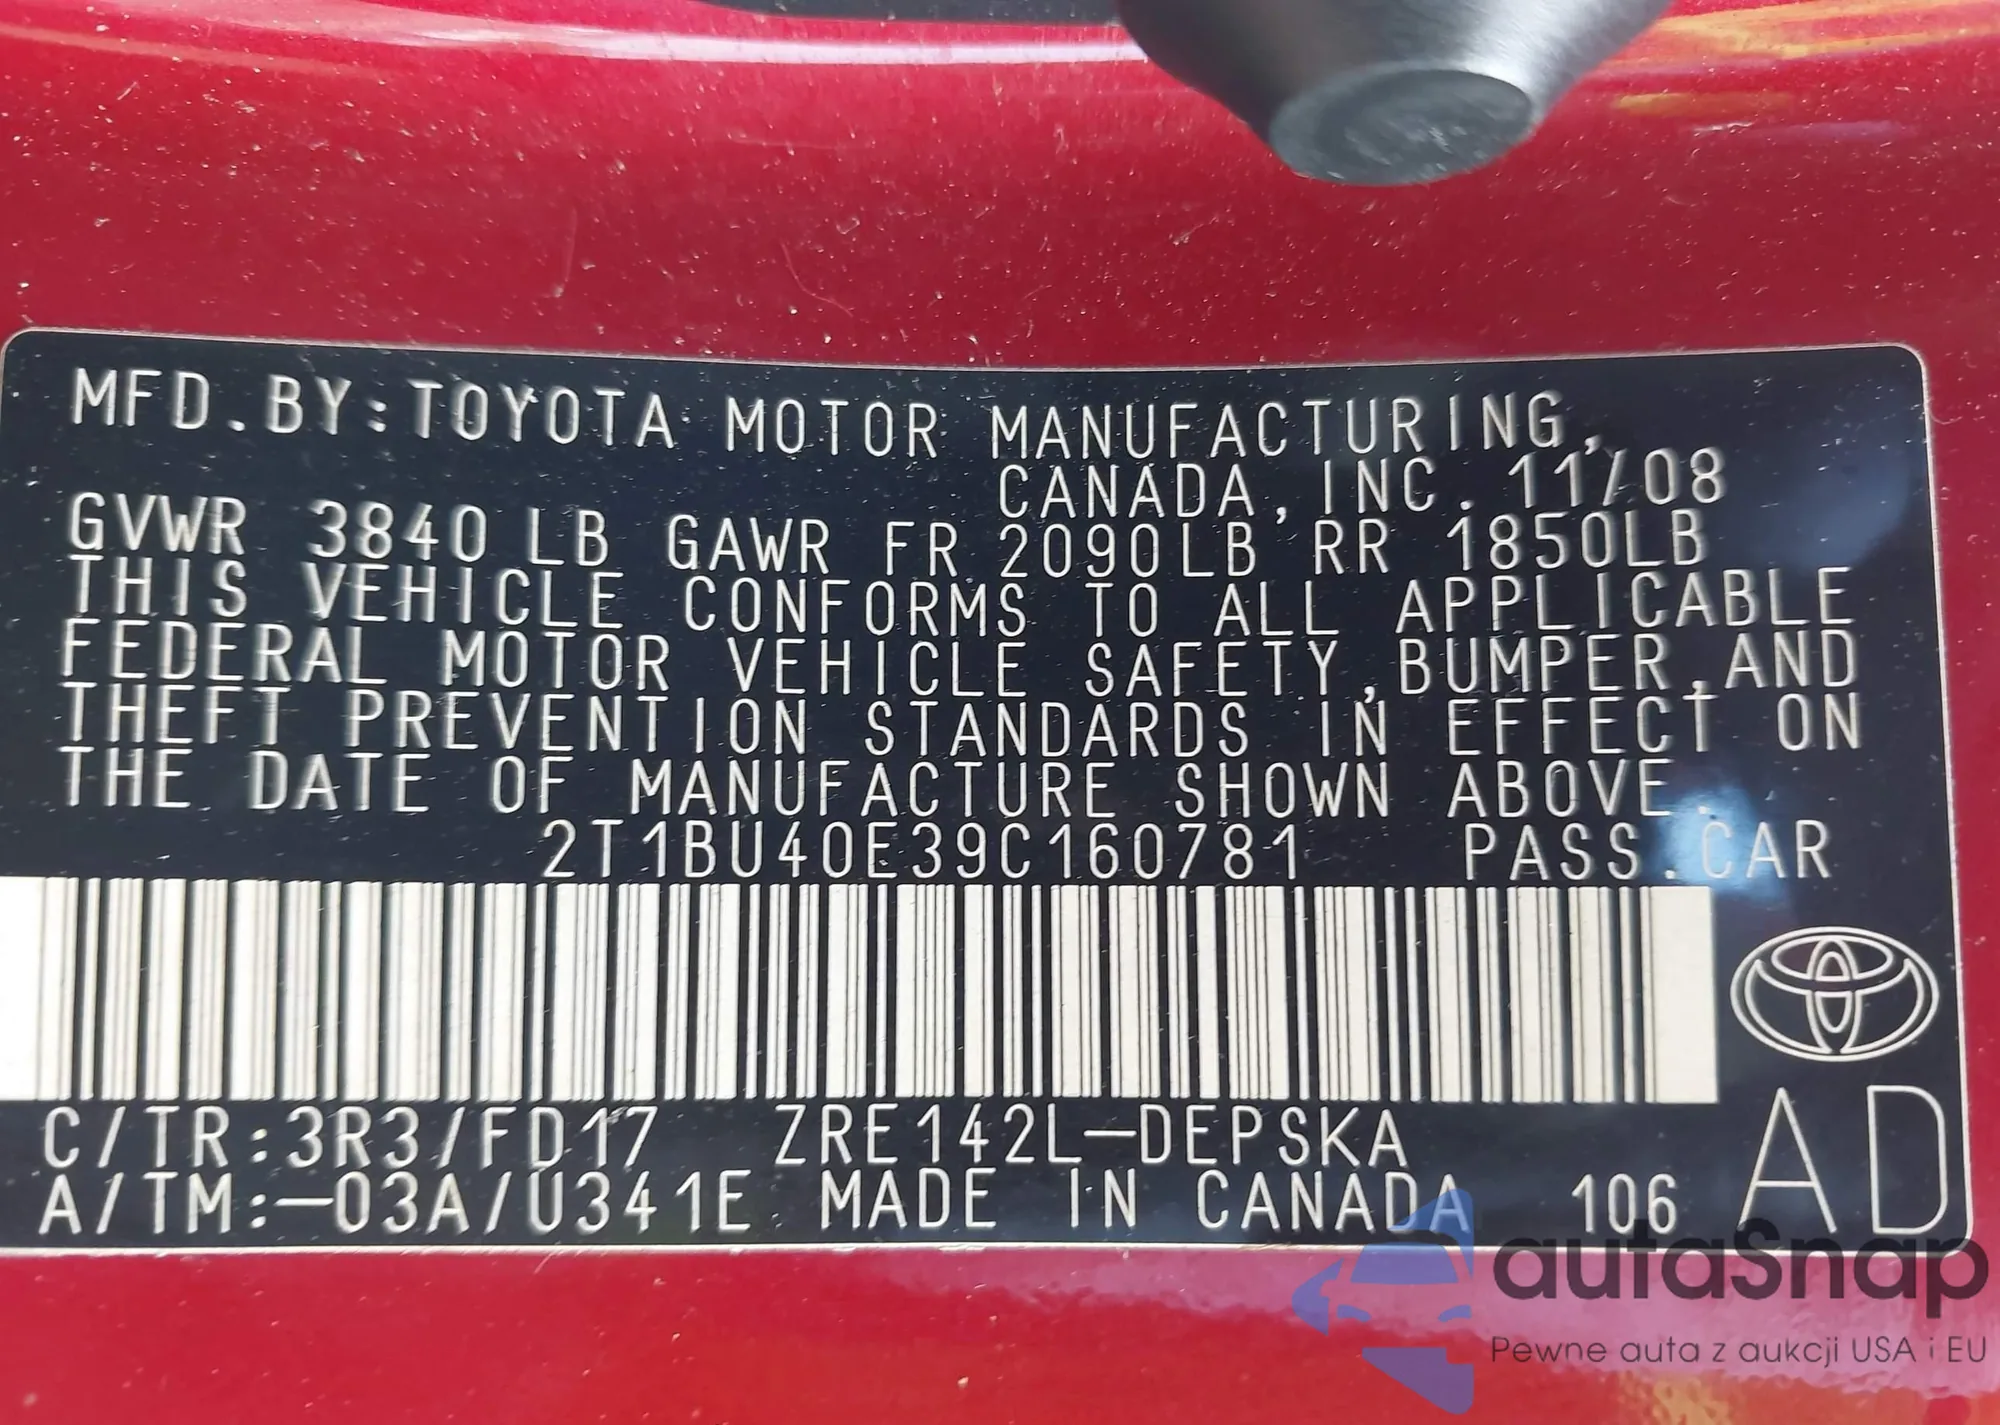 MFD. BY: TOYOTA MOTOR MANUFACTURING,
CANADA, INC. 11/08
GVWR 3840 LB GAWR FR 2090LB RR 1850LB
THIS VEHICLE CONFORMS TO ALL APPLICABLE
FEDERAL MOTOR VEHICLE SAFETY, BUMPER, AND
THEFT PREVENTION STANDARDS IN EFFECT ON
THE DATE OF MANUFACTURE SHOWN ABOVE.
2T1BU40E39C160781 PASS. CAR
C/TR: 3R3/FD17 ZRE142L-DEPSKA
A/TM: -03A/U341E MADE IN CANADA 106
AD
autaSnap
Pewne auta z aukcji USA i EU